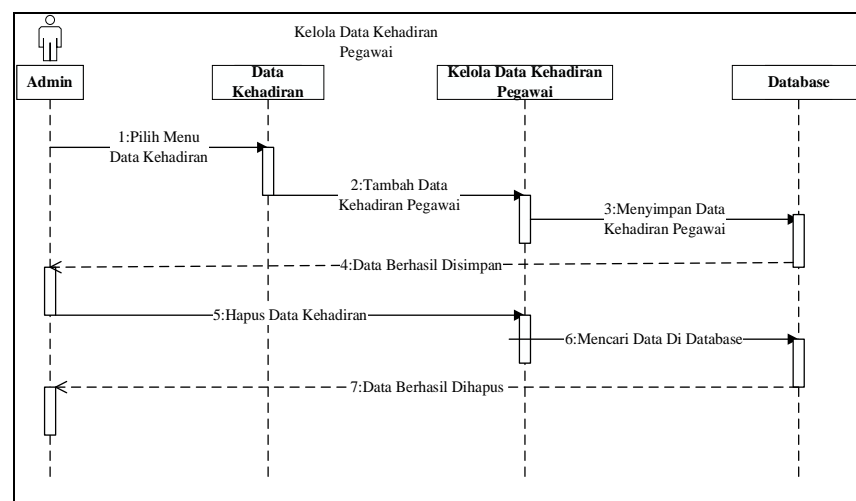 Kelola Data Kehadiran
Pegawai
Admin
Data
Kehadiran
Kelola Data Kehadiran
Pegawai
Database
1:Pilih Menu
Data Kehadiran
2:Tambah Data
Kehadiran Pegawai
3:Menyimpan Data
Kehadiran Pegawai
4:Data Berhasil Disimpan
5:Hapus Data Kehadiran
6:Mencari Data Di Database
7:Data Berhasil Dihapus